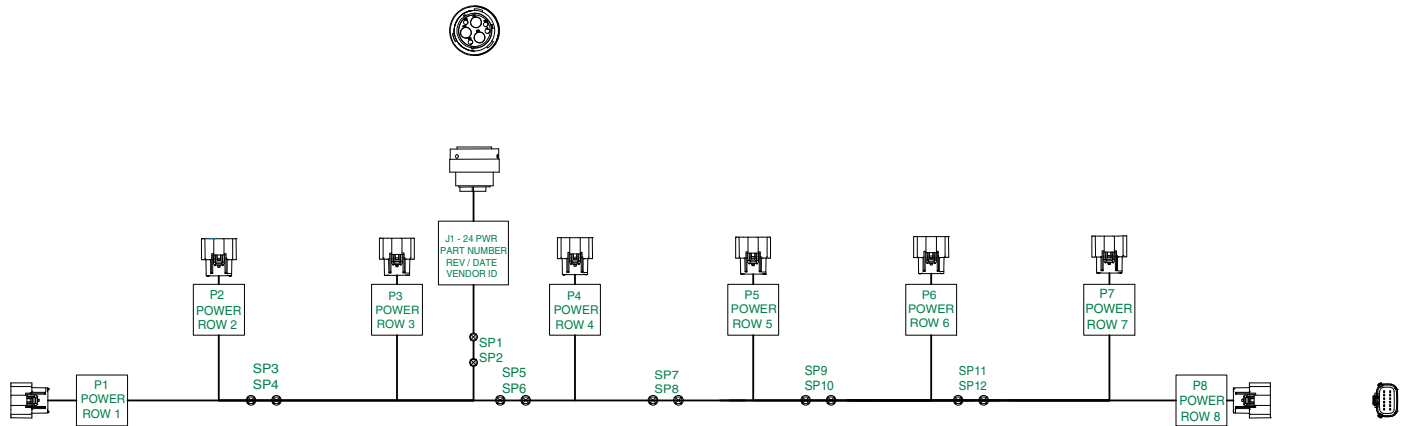 J1 - 24 PWR
PART NUMBER
REV / DATE
VENDOR ID
P2
POWER
ROW 2
P3
POWER
ROW 3
P4
POWER
ROW 4
P5
POWER
ROW 5
P6
POWER
ROW 6
P7
POWER
ROW 7
SP1
SP2
SP3
SP4
SP5
SP6
SP7
SP8
SP9
SP10
SP11
SP12
P1
POWER
ROW 1
P8
POWER
ROW 8